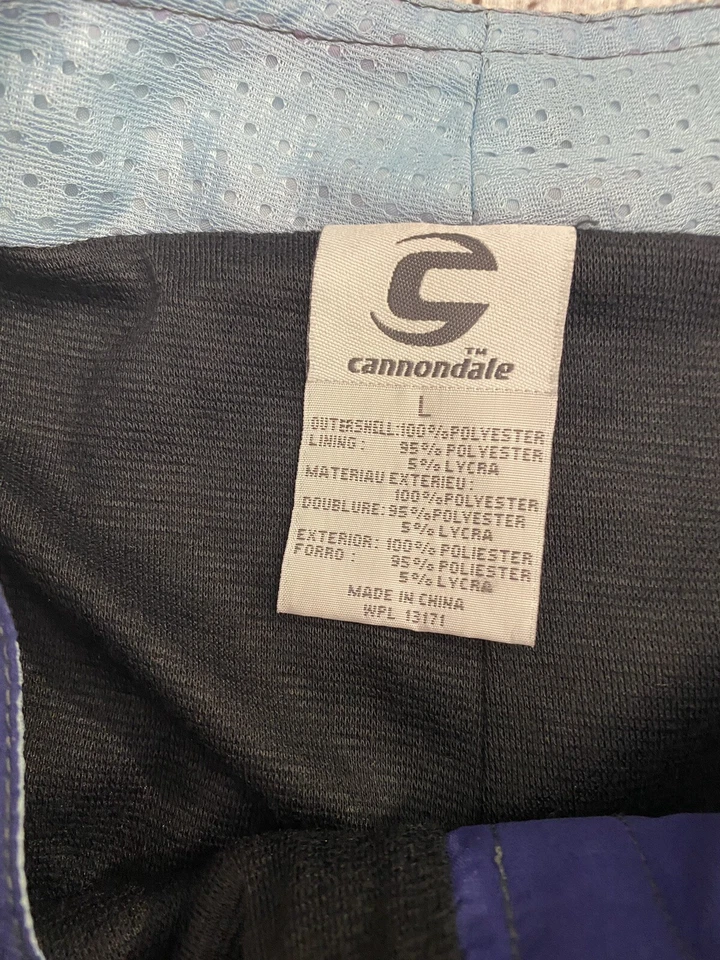 cannondale™
L
OUTERSHELL:100%POLYESTER
LINING: 95% POLYESTER
5% LYCRA
MATERIAU EXTERIEU:
100%POLYESTER
DOUBLURE:95%POLYESTER
5% LYCRA
EXTERIOR: 100% POLIESTER
FORRO: 95% POLIESTER
5% LYCRA
MADE IN CHINA
WPL 13171